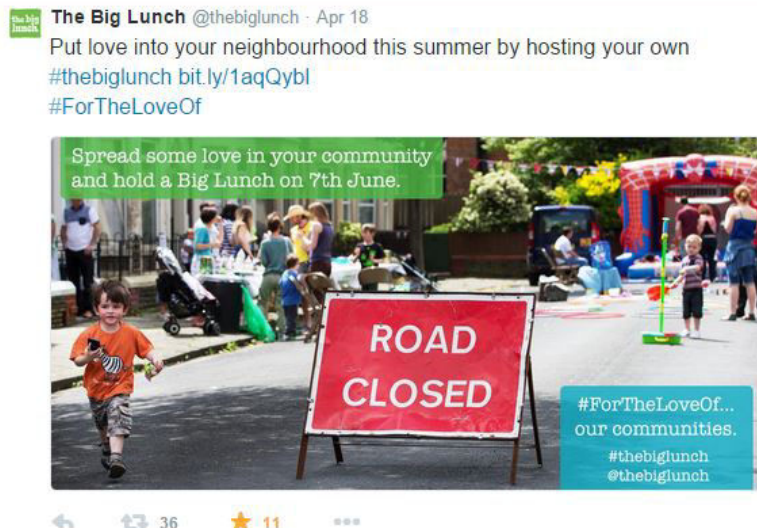 the big lunch
The Big Lunch @thebiglunch · Apr 18
Put love into your neighbourhood this summer by hosting your own
#thebiglunch bit.ly/1aqQybl
#ForTheLoveOf
Spread some love in your community
and hold a Big Lunch on 7th June.
ROAD
CLOSED
#ForTheLoveOf...
our communities.
#thebiglunch
@thebiglunch
36
11